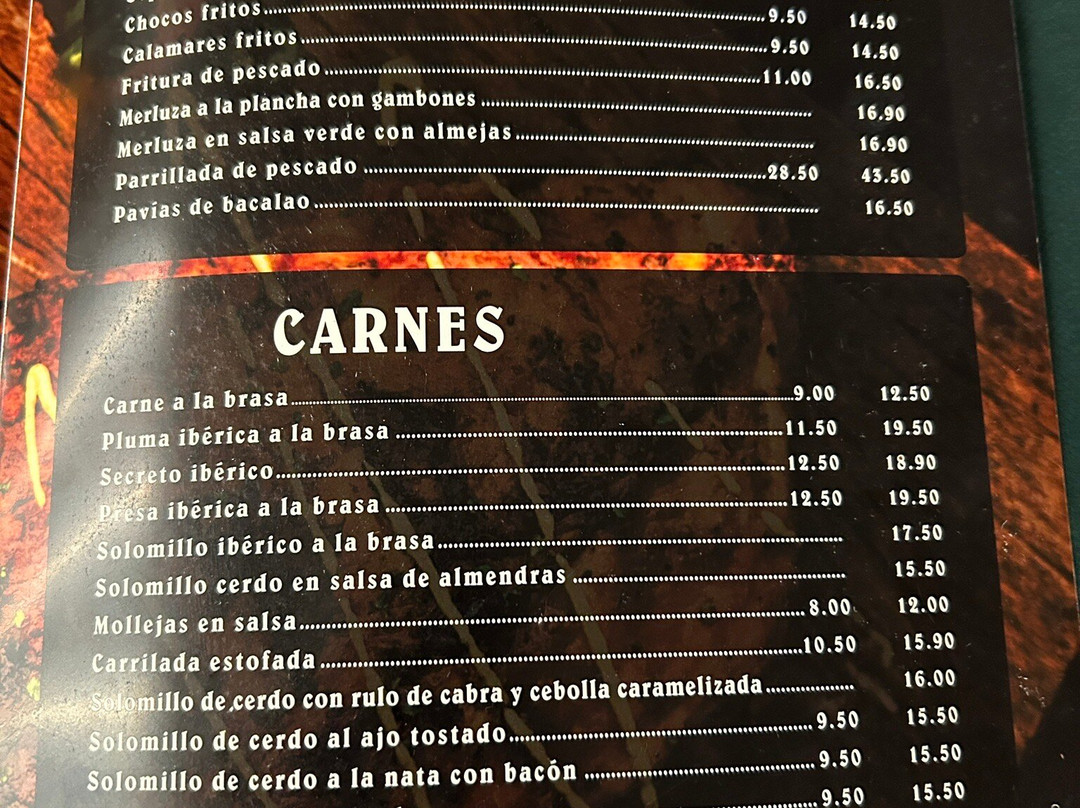 Chocos fritos 9.50 14.50
Calamares fritos 9.50 14.50
Fritura de pescado 11.00 16.50
Merluza a la plancha con gambones 16.90
Merluza en salsa verde con almejas 16.90
Parrillada de pescado 28.50 43.50
Pavías de bacalao 16.50
CARNES
Carne a la brasa 9.00 12.50
Pluma ibérica a la brasa 11.50 19.50
Secreto ibérico 12.50 18.90
Presa ibérica a la brasa 12.50 19.50
Solomillo ibérico a la brasa 17.50
Solomillo cerdo en salsa de almendras 15.50
Mollejas en salsa 8.00 12.00
Carrilada estofada 10.50 15.90
Solomillo de cerdo con rulo de cabra y cebolla caramelizada 16.00
Solomillo de cerdo al ajo tostado 9.50 15.50
Solomillo de cerdo a la nata con bacón 9.50 15.50
9.50 15.50